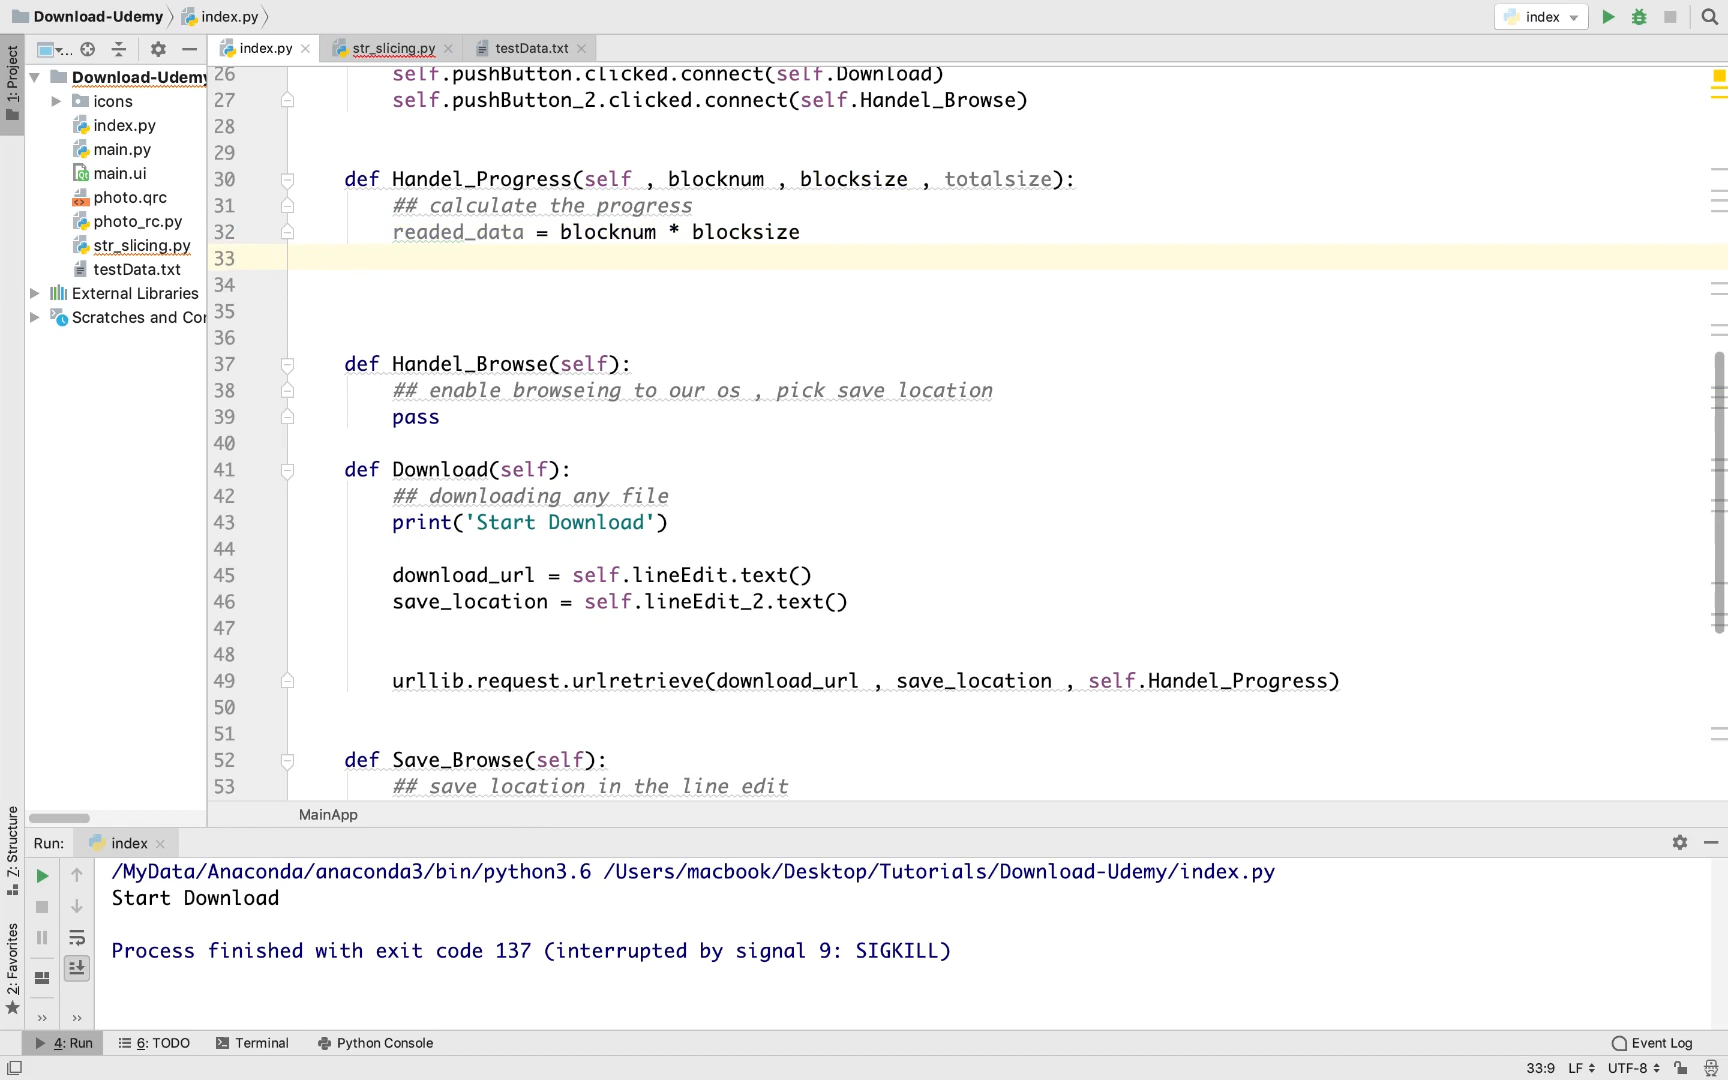 Download-Udemy index.py index
1: Project
index.py str_slicing.py testData.txt
Download-Udemy
icons
index.py
main.py
main.ui
photo.qrc
photo_rc.py
str_slicing.py
testData.txt
External Libraries
Scratches and Cor
26 self.pushButton.clicked.connect(self.Download)
27 self.pushButton_2.clicked.connect(self.Handel_Browse)
28
29
30 def Handel_Progress(self , blocknum , blocksize , totalsize):
31 ## calculate the progress
32 readed_data = blocknum * blocksize
33
34
35
36
37 def Handel_Browse(self):
38 ## enable browseing to our os , pick save location
39 pass
40
41 def Download(self):
42 ## downloading any file
43 print('Start Download')
44
45 download_url = self.lineEdit.text()
46 save_location = self.lineEdit_2.text()
47
48
49 urllib.request.urlretrieve(download_url , save_location , self.Handel_Progress)
50
51
52 def Save_Browse(self):
53 ## save location in the line edit
MainApp
Z: Structure
2: Favorites
Run: index
/MyData/Anaconda/anaconda3/bin/python3.6 /Users/macbook/Desktop/Tutorials/Download-Udemy/index.py
Start Download
Process finished with exit code 137 (interrupted by signal 9: SIGKILL)
4: Run 6: TODO Terminal Python Console Event Log
33:9 LF UTF-8